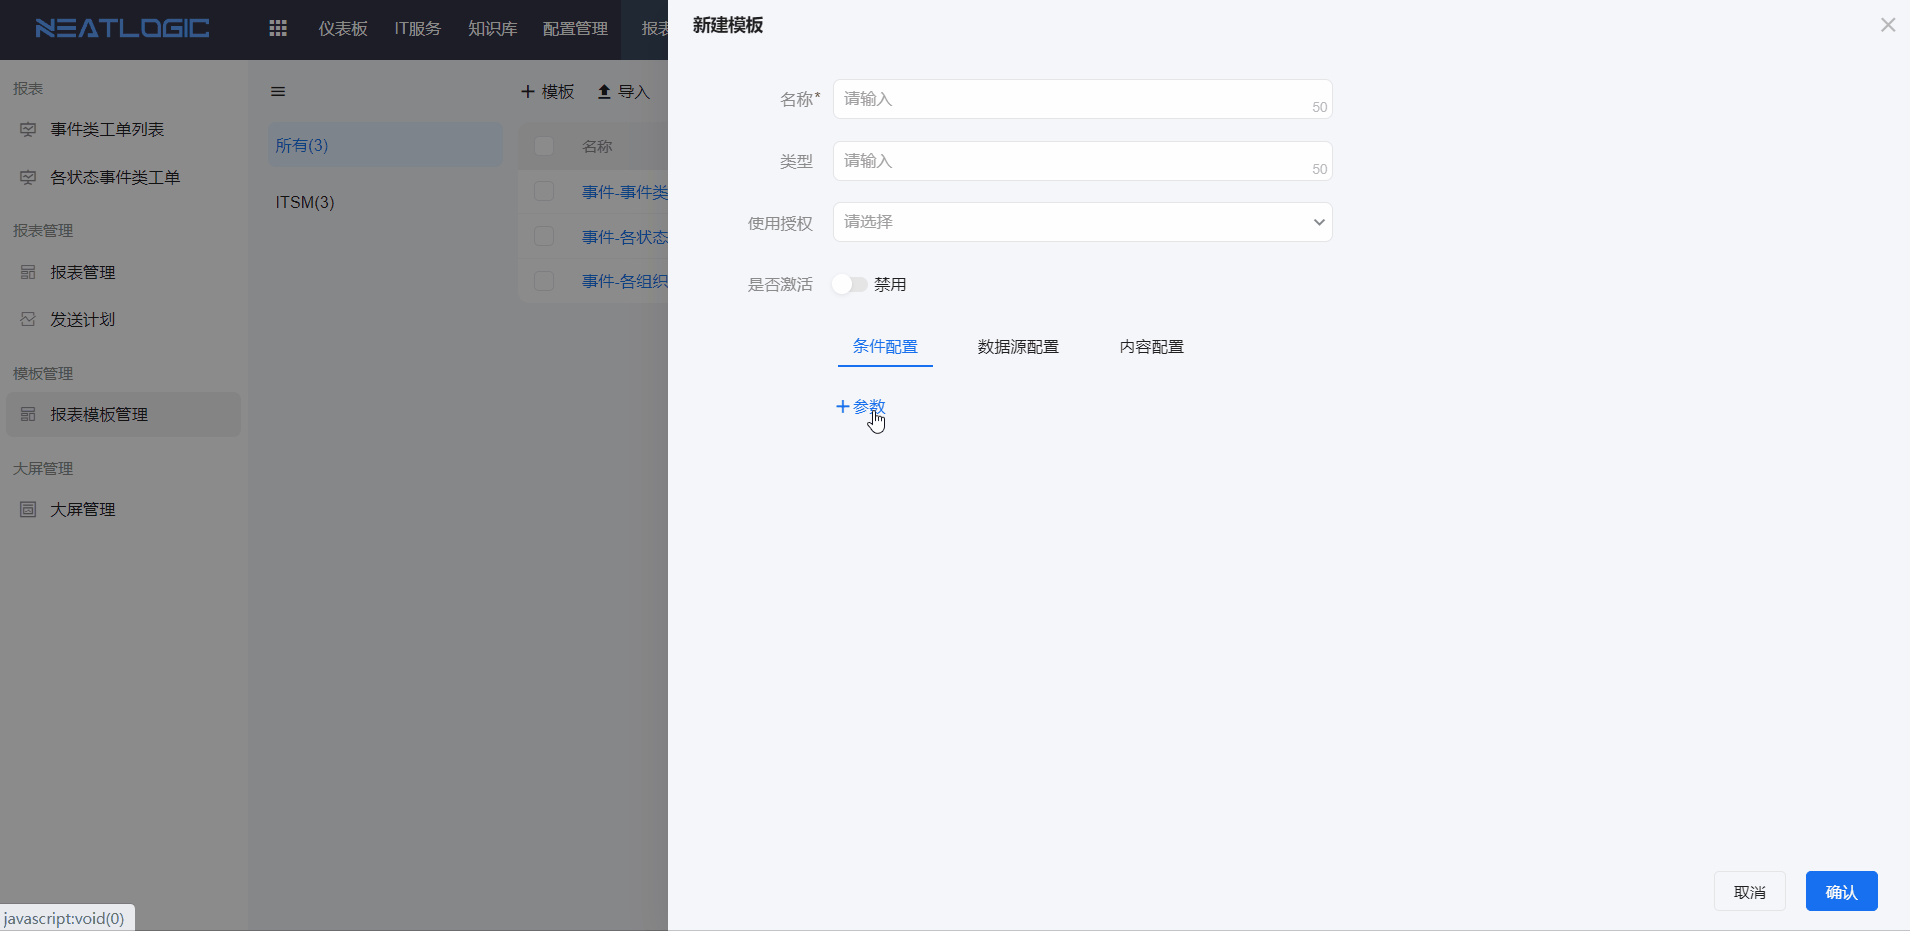 NEATLOGIC
仪表板
IT服务
知识库
配置管理
报表
报表
事件类工单列表
各状态事件类工单
报表管理
报表管理
发送计划
模板管理
报表模板管理
大屏管理
大屏管理
模板
导入
所有(3)
ITSM(3)
名称
事件-事件类
事件-各状态
事件-各组织
新建模板
名称*
请输入
50
类型
请输入
50
使用授权
请选择
是否激活
禁用
条件配置
数据源配置
内容配置
+参数
取消
确认
javascript:void(0)